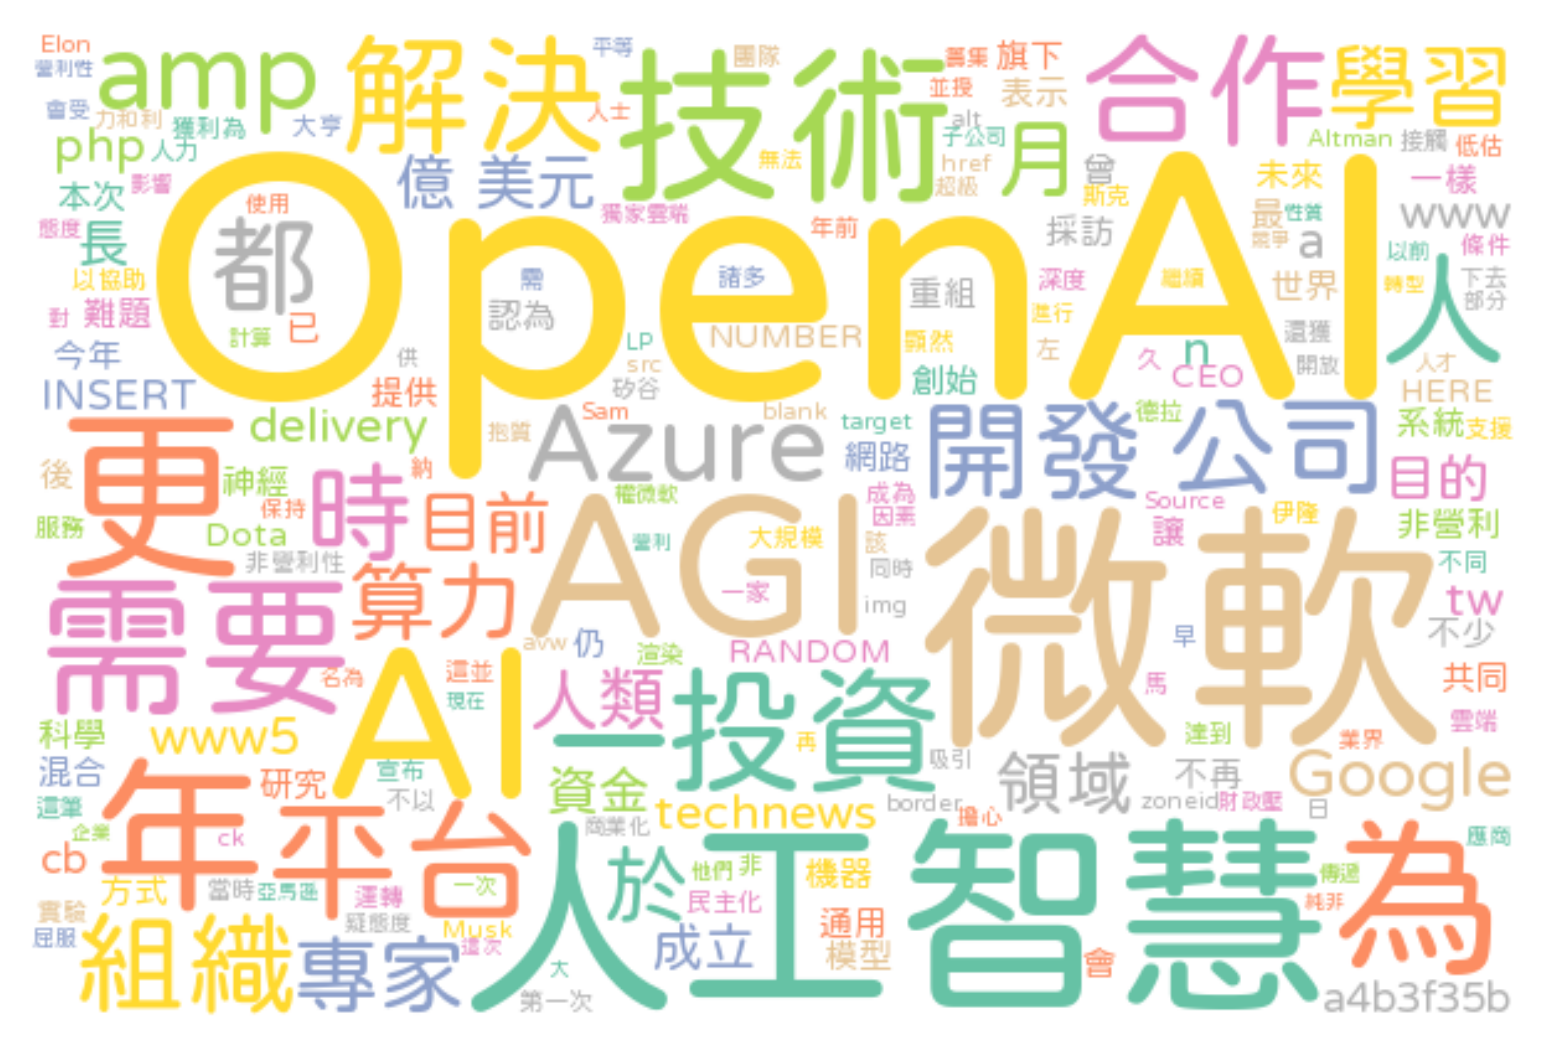 Elon
營利性
amp
解決
平等
技術
團隊
籌集
旗下
並授
表示
合作
學習
會受
力和利
獲利為
大亨
人士
alt
子公司
月
Altman
接觸
低估
php
人力
影響
億
美元
無法
href
超級
曾
斯克
未來
一樣
本次
使用
獨家雲端
年前
採訪
最
性質
競爭
a
www
態度
長
都
OpenAI
以前
條件
以協助
需
諸多
重組
深度
繼續
世界
轉型
人
下去
部分
對
難題
計算
已
認為
NUMBER
顯然
進行
還獲
今年
供
LP
src
左
久
n
開放
人才
INSERT
提供
矽谷
創始
CEO
HERE
更
delivery
抱質
Azure
Sam
blank
target
開發
德拉
公司
系統
支援
後
神經
時
納
目前
網路
目的
服務
保持
Dota
權微軟
AGI
成為
因素
Source
讓
伊隆
非營利
非營利性
營利
大規模
該
微軟
不同
需要
算力
一家
同時
img
tw
不少
avw
仍
渲染
RANDOM
早
名為
AI
這並
現在
人類
一
投資
馬
共同
雲端
科學
www5
再
達到
業界
混合
研究
宣布
不以
資金
吸引
領域
不再
Google
這筆
企業
年
平台
technews
border
擔心
zoneid
財政壓
日
cb
ck
商業化
人工智慧
為
應商
方式
當時
亞馬遜
運轉
一次
於
他們
非
機器
傳遞
實驗
疑態度
民主化
純非
屈服
組織
專家
Musk
這次
成立
通用
模型
大
會
第一次
a4b3f35b